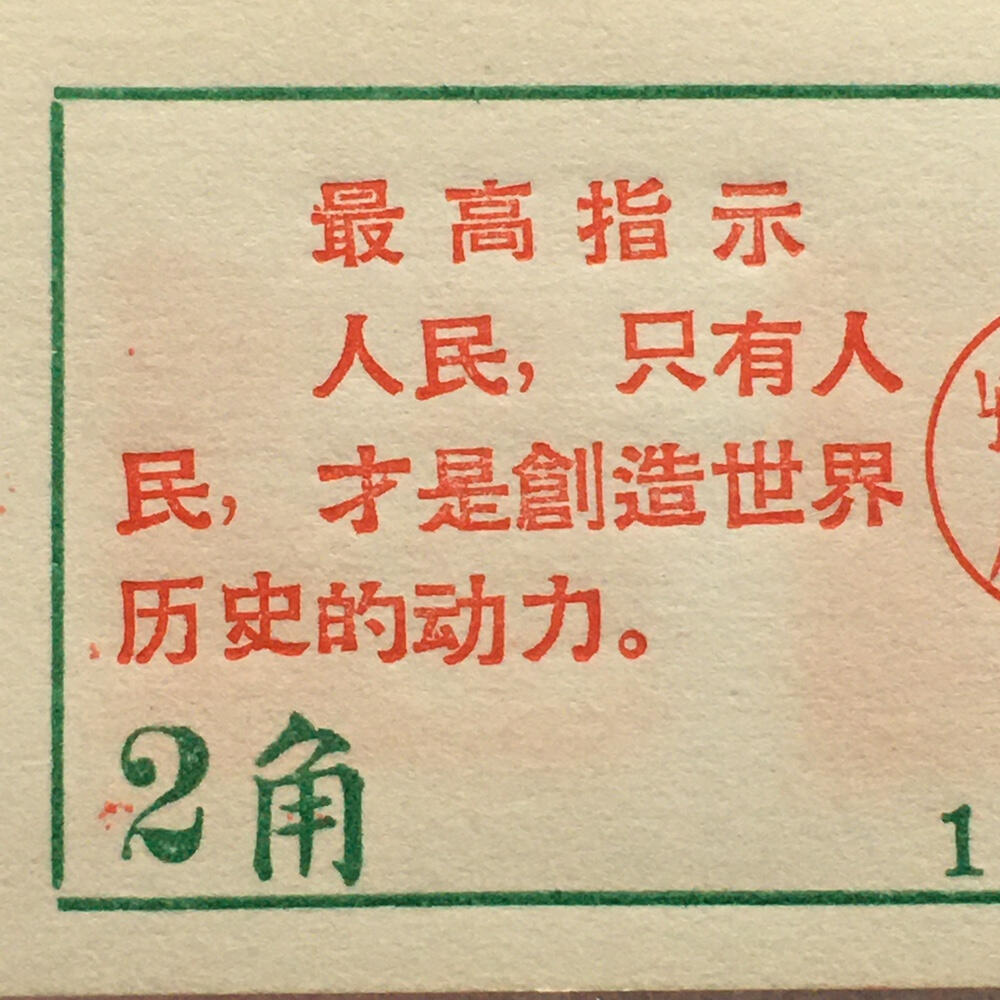 最高指示
人民，只有人
民，才是創造世界
历史的动力。
2角
1